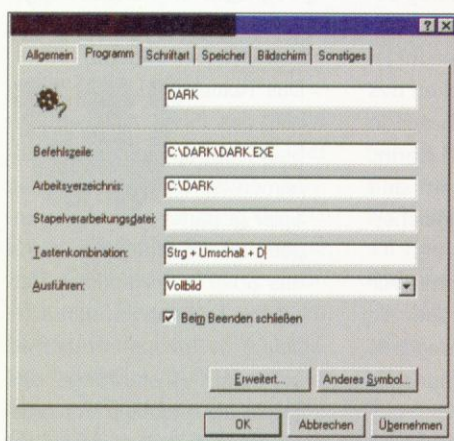 Allgemein Programm Schriftart Speicher Bildschirm Sonstiges
DARK
Befehlszeile: C:\DARK\DARK.EXE
Arbeitsverzeichnis: C:\DARK
Stapelverarbeitungsdatei:
Tastenkombination: Strg + Umschalt + D
Ausführen: Vollbild
Beim Beenden schließen
Erweitert... Anderes Symbol...
OK Abbrechen Übernehmen